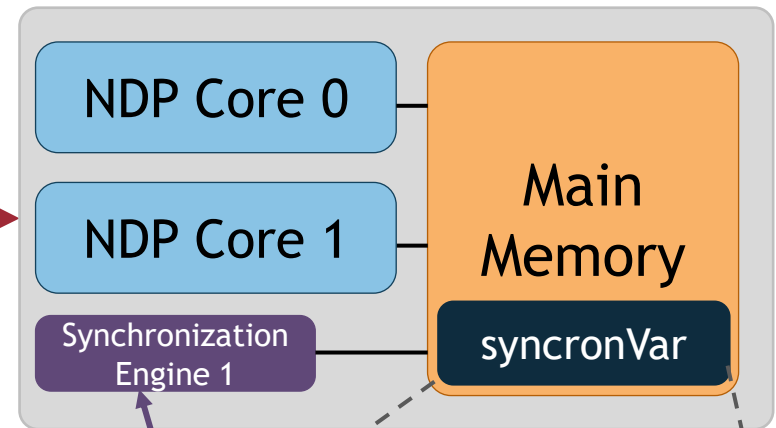 NDP Core 0
NDP Core 1
Main
Memory
Synchronization
Engine 1
syncronVar